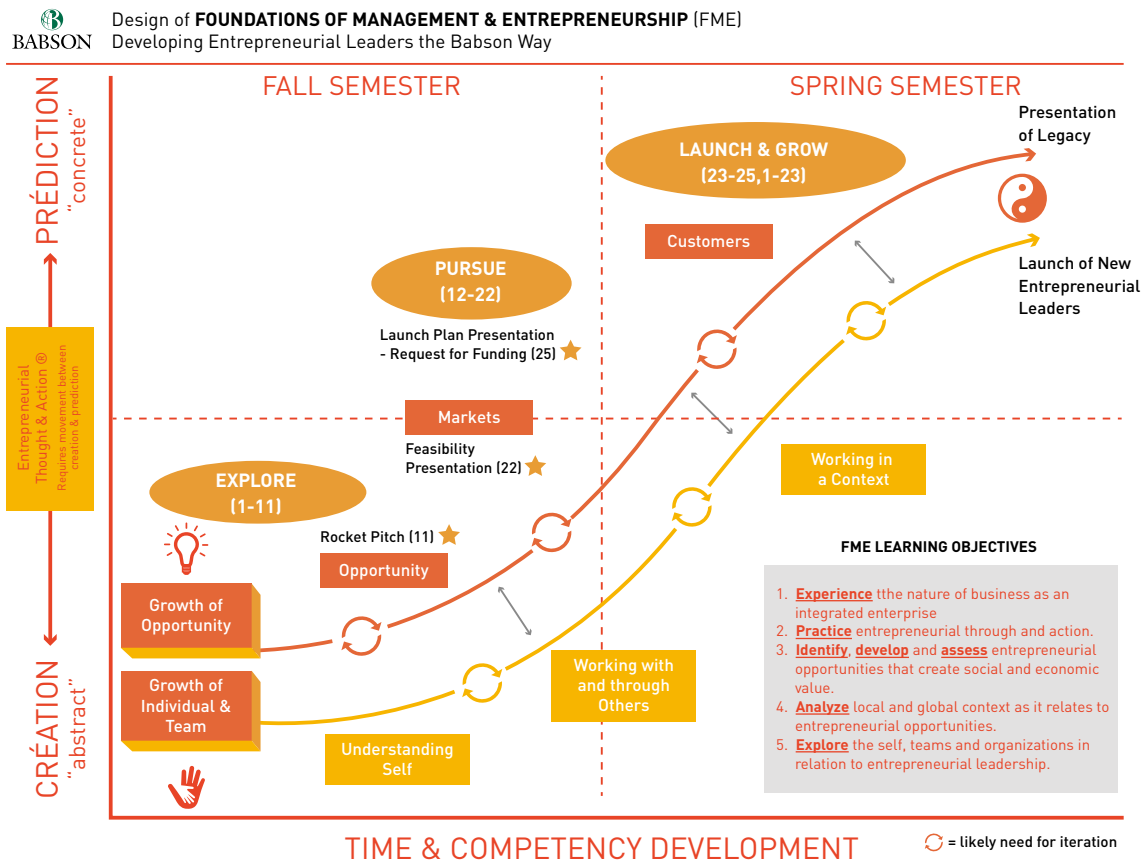 BABSON
Design of FOUNDATIONS OF MANAGEMENT & ENTREPRENEURSHIP (FME)
Developing Entrepreneurial Leaders the Babson Way
FALL SEMESTER
SPRING SEMESTER
PRÉDICTION
"concrete"
Entrepreneurial
Thought & Action ®
Requires movement between
creation & prediction
CRÉATION
"abstract"
Presentation
of Legacy
LAUNCH & GROW
(23-25,1-23)
Customers
PURSUE
(12-22)
Launch of New
Entrepreneurial
Leaders
Launch Plan Presentation
- Request for Funding (25)
Markets
Feasibility
Presentation (22)
Working in
a Context
EXPLORE
(1-11)
Rocket Pitch (11)
Opportunity
Growth of
Opportunity
Growth of
Individual &
Team
Working with
and through
Others
Understanding
Self
FME LEARNING OBJECTIVES
1. Experience tthe nature of business as an
integrated enterprise
2. Practice entrepreneurial through and action.
3. Identify, develop and assess entrepreneurial
opportunities that create social and economic
value.
4. Analyze local and global context as it relates to
entrepreneurial opportunities.
5. Explore the self, teams and organizations in
relation to entrepreneurial leadership.
TIME & COMPETENCY DEVELOPMENT
= likely need for iteration